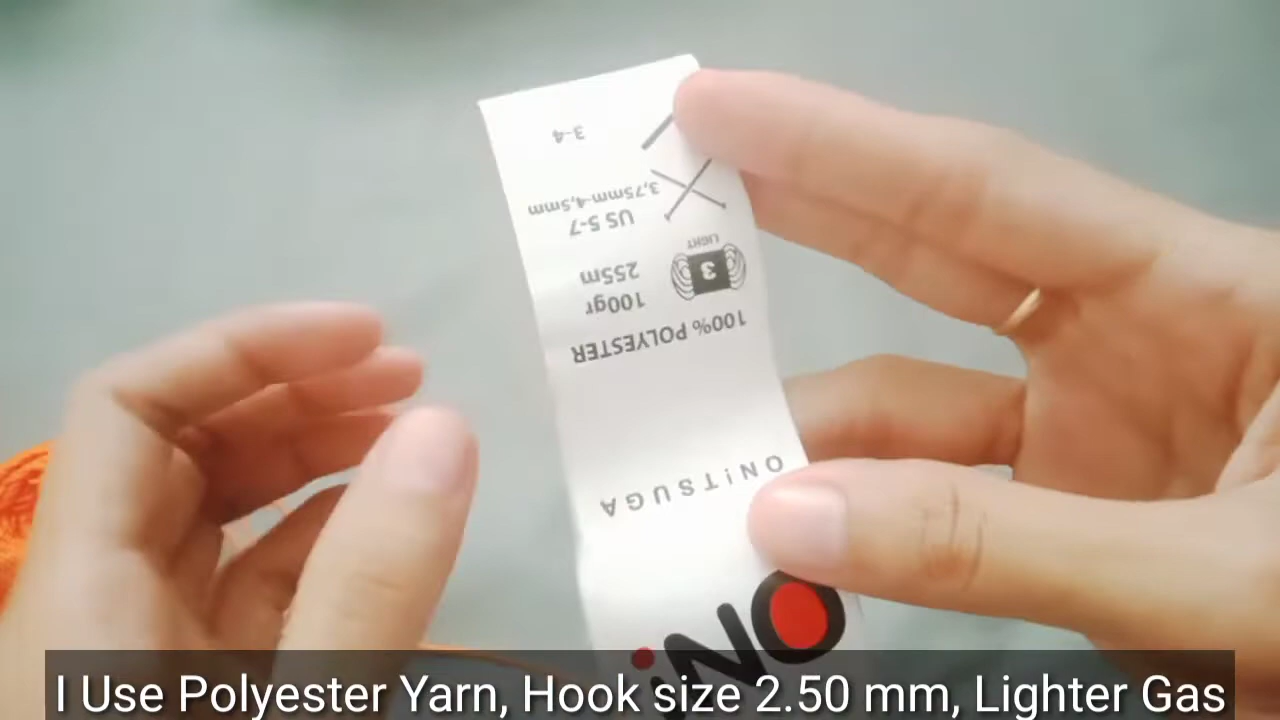 ONi
ONiTSUGA
100% POLYESTER
100gr
255m
3
LIGHT
US 5-7
3,75mm-4,5mm
3-4
I Use Polyester Yarn, Hook size 2.50 mm, Lighter Gas